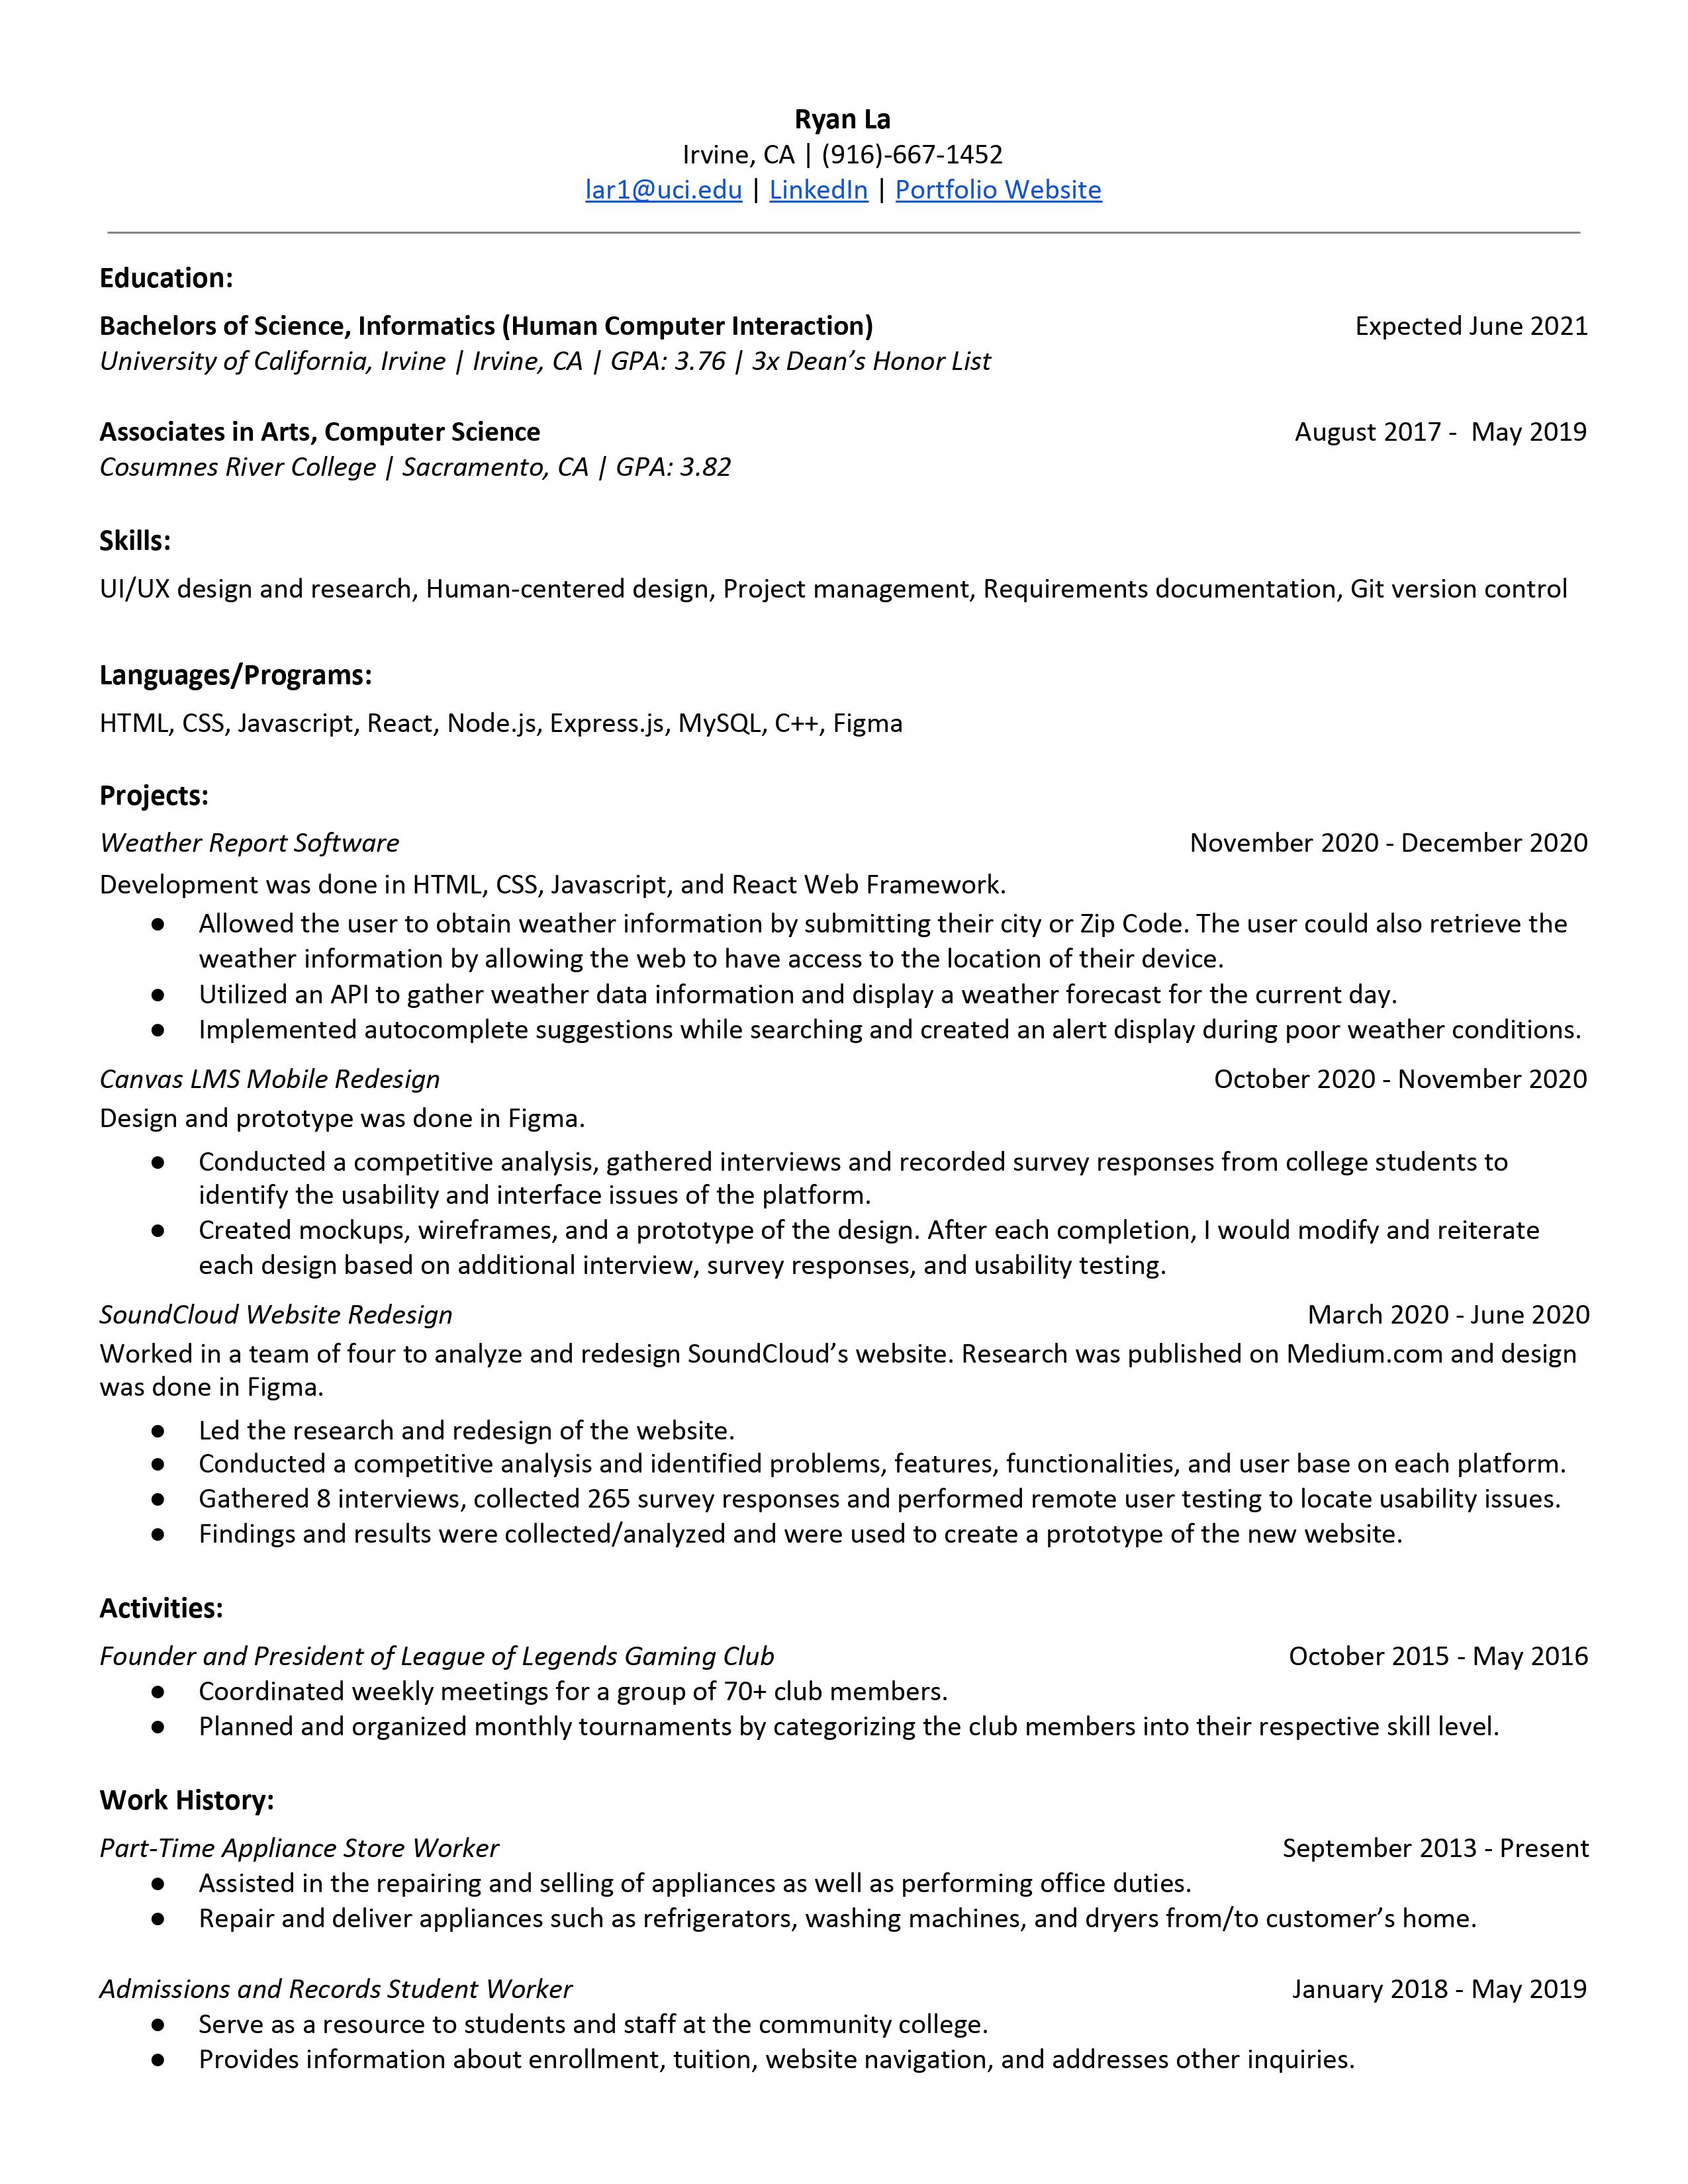 Ryan La
Irvine, CA | (916)-667-1452
lar1@uci.edu | LinkedIn | Portfolio Website
Education:
Bachelors of Science, Informatics (Human Computer Interaction) Expected June 2021
University of California, Irvine | Irvine, CA | GPA: 3.76 | 3x Dean’s Honor List
Associates in Arts, Computer Science August 2017 - May 2019
Cosumnes River College | Sacramento, CA | GPA: 3.82
Skills:
UI/UX design and research, Human-centered design, Project management, Requirements documentation, Git version control
Languages/Programs:
HTML, CSS, Javascript, React, Node.js, Express.js, MySQL, C++, Figma
Projects:
Weather Report Software November 2020 - December 2020
Development was done in HTML, CSS, Javascript, and React Web Framework.
● Allowed the user to obtain weather information by submitting their city or Zip Code. The user could also retrieve the
weather information by allowing the web to have access to the location of their device.
● Utilized an API to gather weather data information and display a weather forecast for the current day.
● Implemented autocomplete suggestions while searching and created an alert display during poor weather conditions.
Canvas LMS Mobile Redesign October 2020 - November 2020
Design and prototype was done in Figma.
● Conducted a competitive analysis, gathered interviews and recorded survey responses from college students to
identify the usability and interface issues of the platform.
● Created mockups, wireframes, and a prototype of the design. After each completion, I would modify and reiterate
each design based on additional interview, survey responses, and usability testing.
SoundCloud Website Redesign March 2020 - June 2020
Worked in a team of four to analyze and redesign SoundCloud’s website. Research was published on Medium.com and design
was done in Figma.
● Led the research and redesign of the website.
● Conducted a competitive analysis and identified problems, features, functionalities, and user base on each platform.
● Gathered 8 interviews, collected 265 survey responses and performed remote user testing to locate usability issues.
● Findings and results were collected/analyzed and were used to create a prototype of the new website.
Activities:
Founder and President of League of Legends Gaming Club October 2015 - May 2016
● Coordinated weekly meetings for a group of 70+ club members.
● Planned and organized monthly tournaments by categorizing the club members into their respective skill level.
Work History:
Part-Time Appliance Store Worker September 2013 - Present
● Assisted in the repairing and selling of appliances as well as performing office duties.
● Repair and deliver appliances such as refrigerators, washing machines, and dryers from/to customer’s home.
Admissions and Records Student Worker January 2018 - May 2019
● Serve as a resource to students and staff at the community college.
● Provides information about enrollment, tuition, website navigation, and addresses other inquiries.